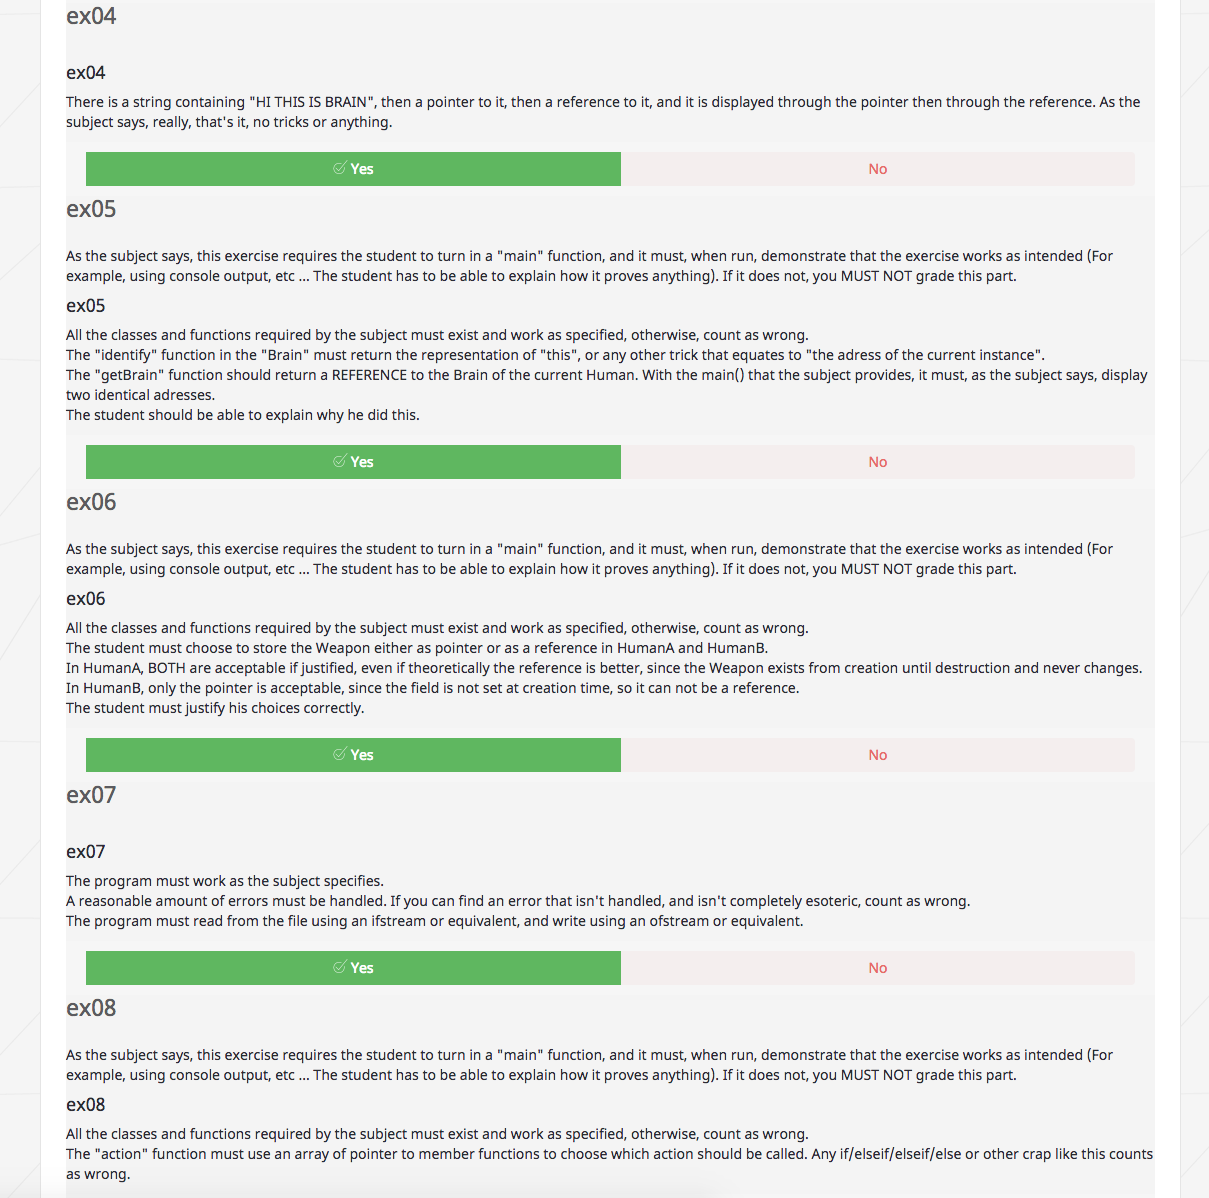 ex04
ex04
There is a string containing "HI THIS IS BRAIN", then a pointer to it, then a reference to it, and it is displayed through the pointer then through the reference. As the
subject says, really, that's it, no tricks or anything.
Yes
No
ex05
As the subject says, this exercise requires the student to turn in a "main" function, and it must, when run, demonstrate that the exercise works as intended (For
example, using console output, etc ... The student has to be able to explain how it proves anything). If it does not, you MUST NOT grade this part.
ex05
All the classes and functions required by the subject must exist and work as specified, otherwise, count as wrong.
The "identify" function in the "Brain" must return the representation of "this", or any other trick that equates to "the adress of the current instance".
The "getBrain" function should return a REFERENCE to the Brain of the current Human. With the main() that the subject provides, it must, as the subject says, display
two identical adresses.
The student should be able to explain why he did this.
Yes
No
ex06
As the subject says, this exercise requires the student to turn in a "main" function, and it must, when run, demonstrate that the exercise works as intended (For
example, using console output, etc ... The student has to be able to explain how it proves anything). If it does not, you MUST NOT grade this part.
ex06
All the classes and functions required by the subject must exist and work as specified, otherwise, count as wrong.
The student must choose to store the Weapon either as pointer or as a reference in HumanA and HumanB.
In HumanA, BOTH are acceptable if justified, even if theoretically the reference is better, since the Weapon exists from creation until destruction and never changes.
In HumanB, only the pointer is acceptable, since the field is not set at creation time, so it can not be a reference.
The student must justify his choices correctly.
Yes
No
ex07
ex07
The program must work as the subject specifies.
A reasonable amount of errors must be handled. If you can find an error that isn't handled, and isn't completely esoteric, count as wrong.
The program must read from the file using an ifstream or equivalent, and write using an ofstream or equivalent.
Yes
No
ex08
As the subject says, this exercise requires the student to turn in a "main" function, and it must, when run, demonstrate that the exercise works as intended (For
example, using console output, etc ... The student has to be able to explain how it proves anything). If it does not, you MUST NOT grade this part.
ex08
All the classes and functions required by the subject must exist and work as specified, otherwise, count as wrong.
The "action" function must use an array of pointer to member functions to choose which action should be called. Any if/elseif/elseif/else or other crap like this counts
as wrong.